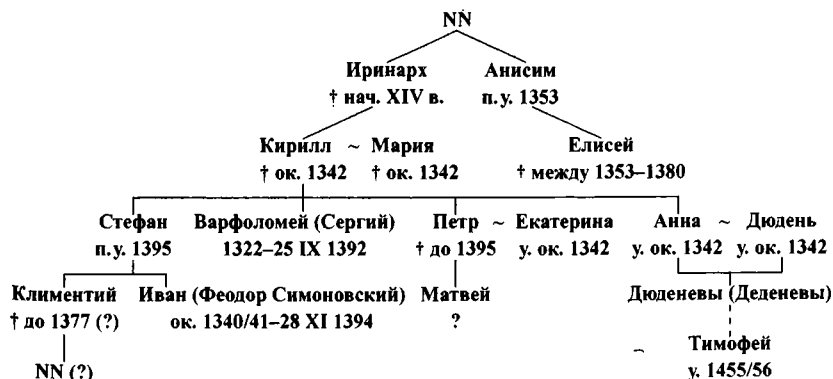 NN
Иринарх Анисим
† нач. XIV в. п. у. 1353
Кирилл ~ Мария Елисей
† ок. 1342 † ок. 1342 † между 1353–1380
Стефан Варфоломей (Сергий) Петр ~ Екатерина Анна ~ Дюдень
п. у. 1395 1322–25 IX 1392 † до 1395 у. ок. 1342 у. ок. 1342 у. ок. 1342
Климентий Иван (Феодор Симоновский) Матвей Дюденевы (Деденевы)
† до 1377 (?) ок. 1340/41–28 XI 1394 ?
Тимофей
NN (?) у. 1455/56